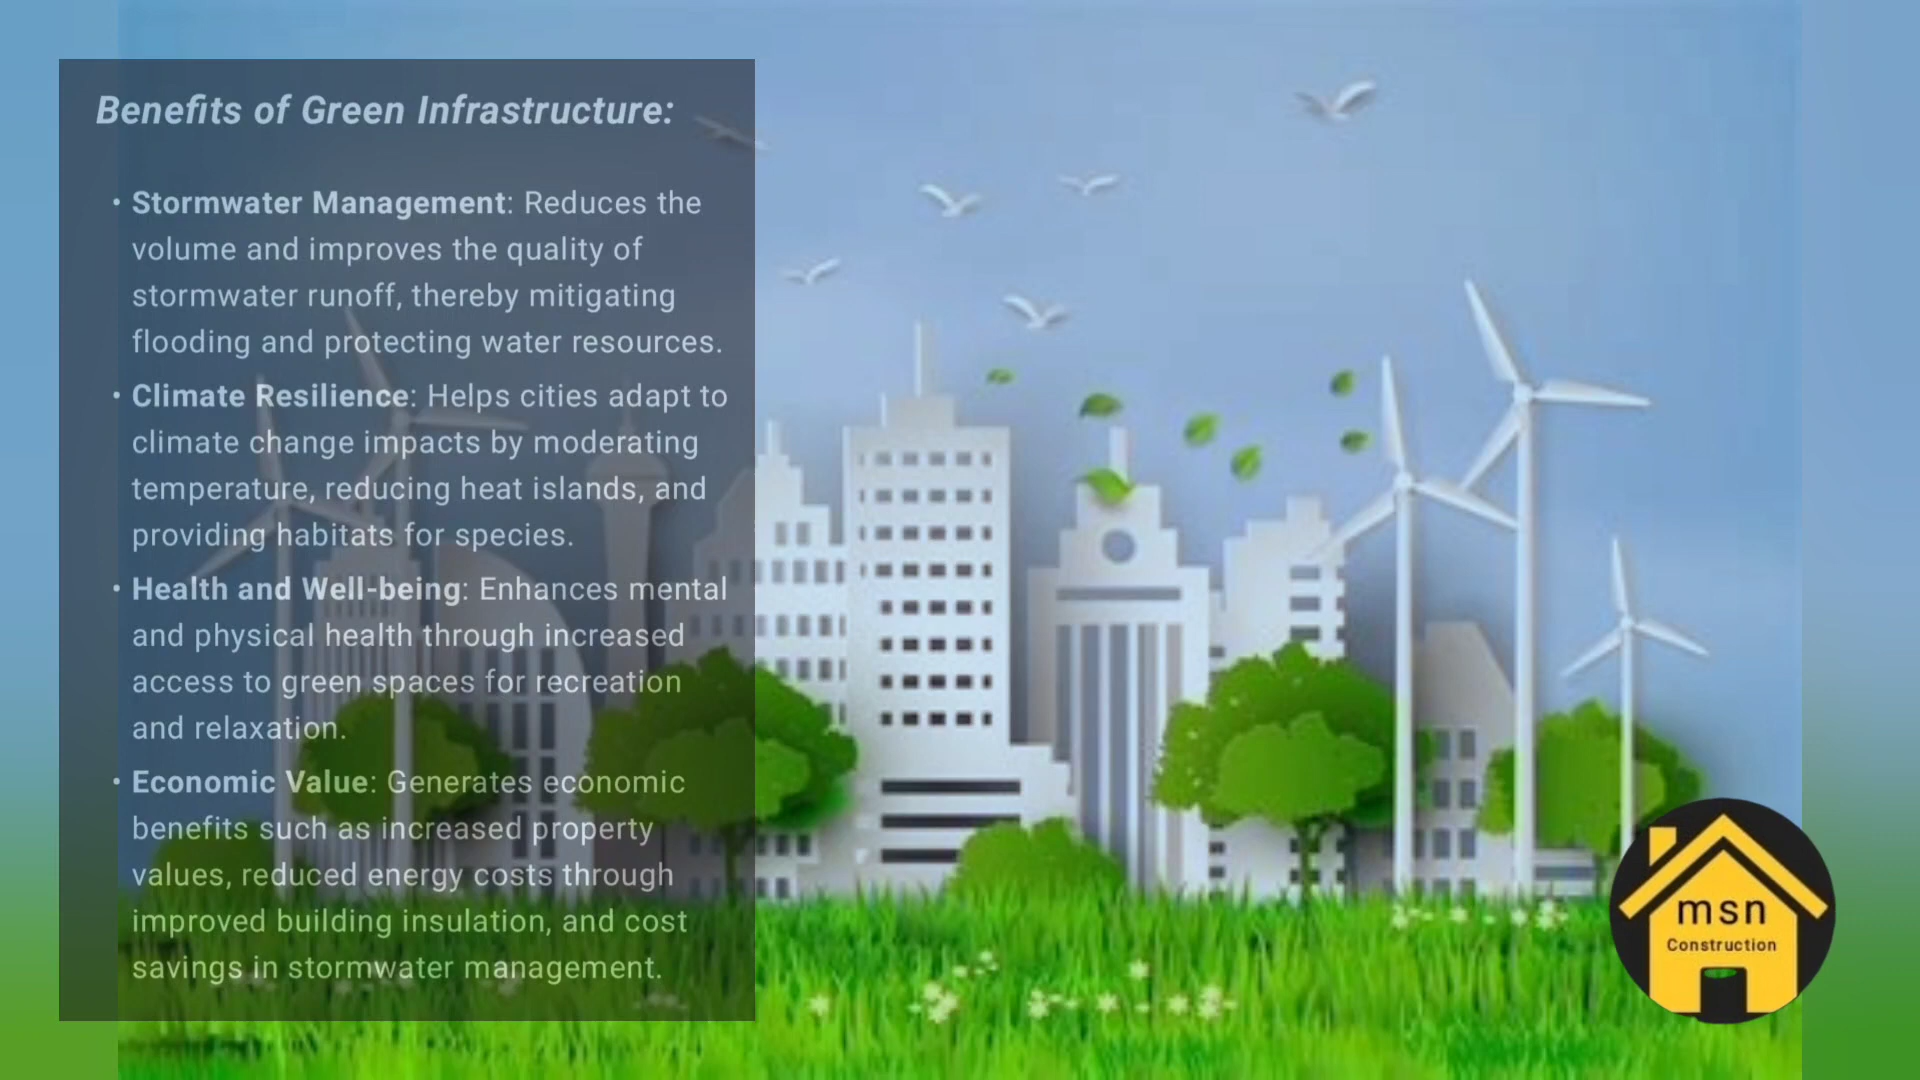 Benefits of Green Infrastructure:
• Stormwater Management: Reduces the
volume and improves the quality of
stormwater runoff, thereby mitigating
flooding and protecting water resources.
• Climate Resilience: Helps cities adapt to
climate change impacts by moderating
temperature, reducing heat islands, and
providing habitats for species.
• Health and Well-being: Enhances mental
and physical health through increased
access to green spaces for recreation
and relaxation.
• Economic Value: Generates economic
benefits such as increased property
values, reduced energy costs through
improved building insulation, and cost
savings in stormwater management.
msn
Construction